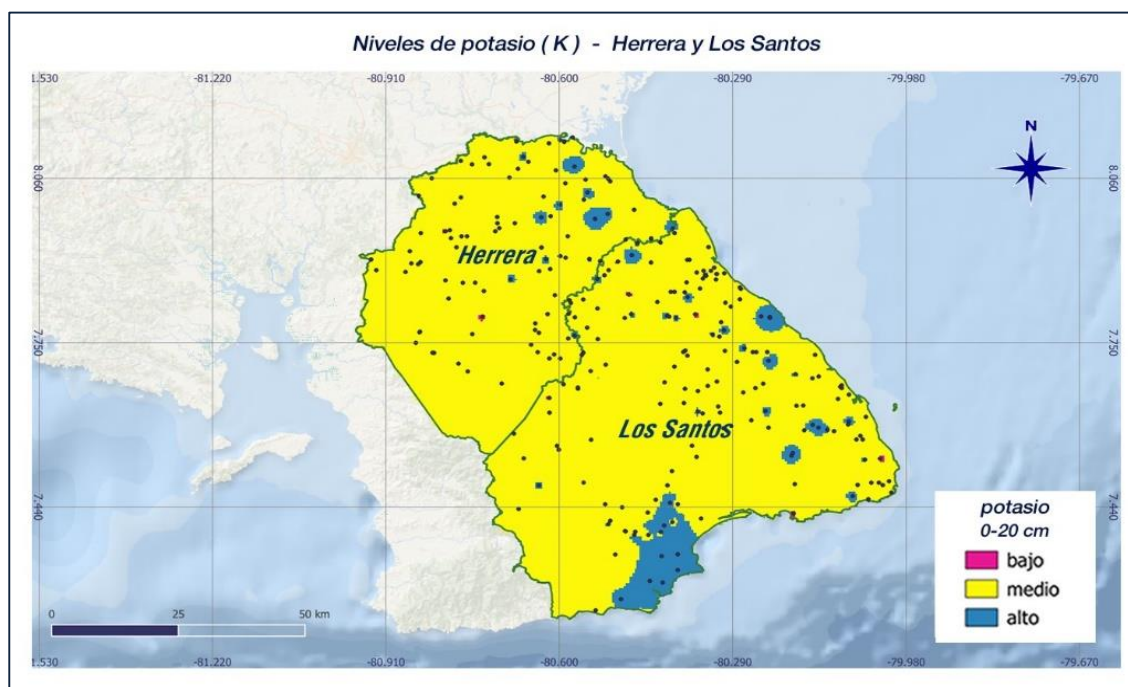 Niveles de potasio ( K ) - Herrera y Los Santos
1.530 -81.220 -80.910 -80.600 -80.290 -79.980 -79.670
8.060 8.060
N
Herrera
7.750 7.750
Los Santos
7.440 7.440
potasio
0-20 cm
bajo
medio
alto
0 25 50 km
1.530 -81.220 -80.910 -80.600 -80.290 -79.980 -79.670